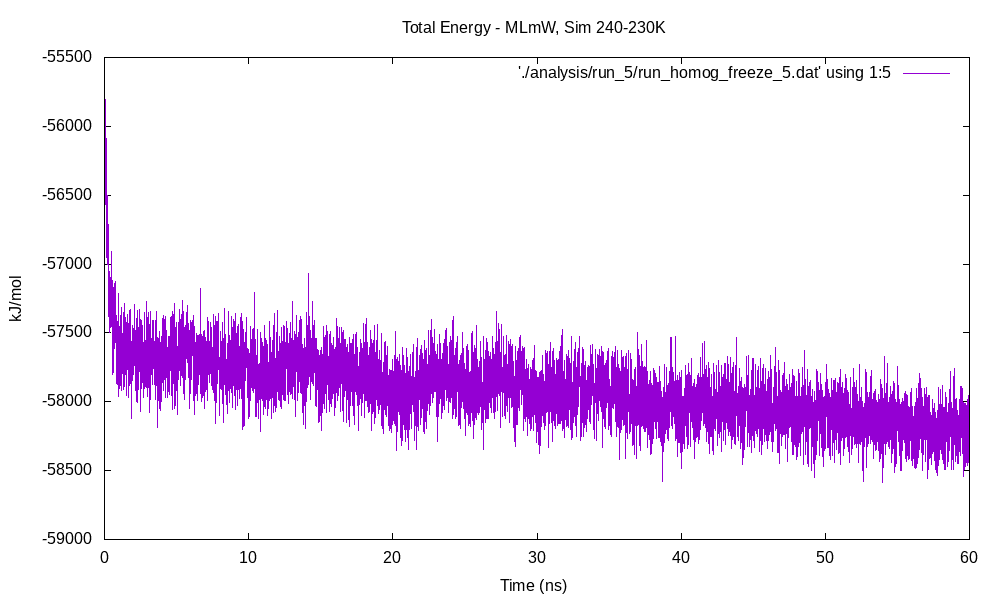 Total Energy - MLmW, Sim 240-230K
'./analysis/run_5/run_homog_freeze_5.dat' using 1:5
-55500
-56000
-56500
-57000
-57500
-58000
-58500
-59000
kJ/mol
0 10 20 30 40 50 60
Time (ns)